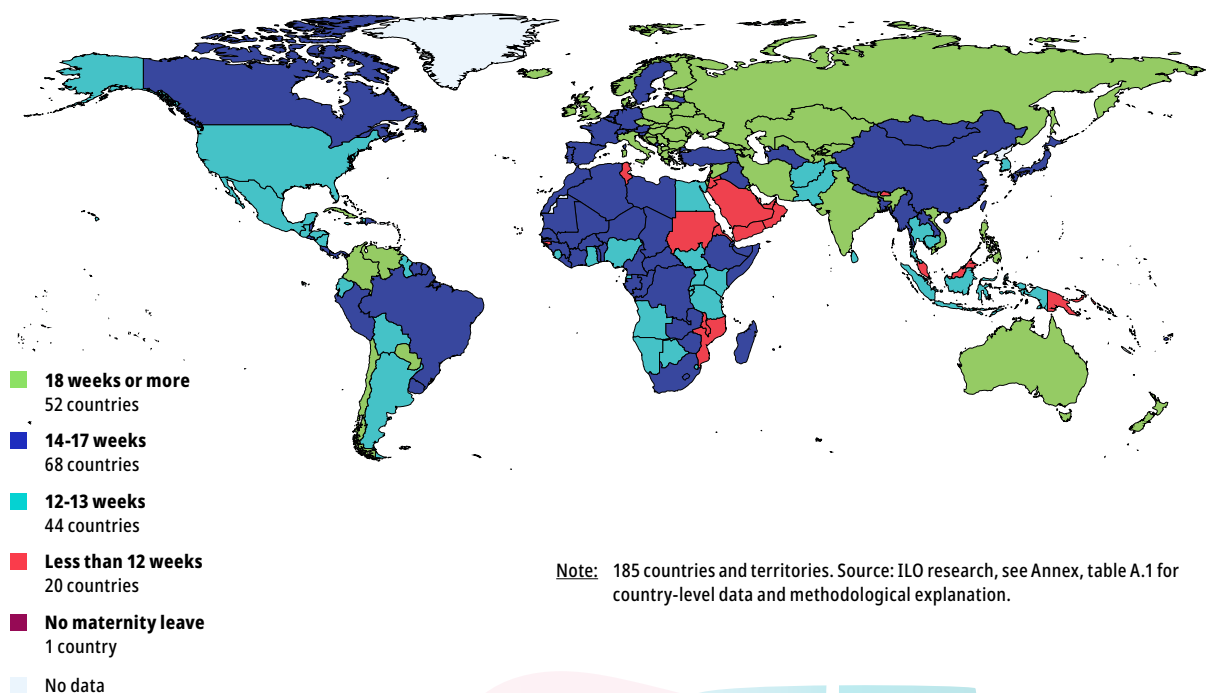 18 weeks or more
52 countries
14-17 weeks
68 countries
12-13 weeks
44 countries
Less than 12 weeks
20 countries
No maternity leave
1 country
No data
Note: 185 countries and territories. Source: ILO research, see Annex, table A.1 for
country-level data and methodological explanation.